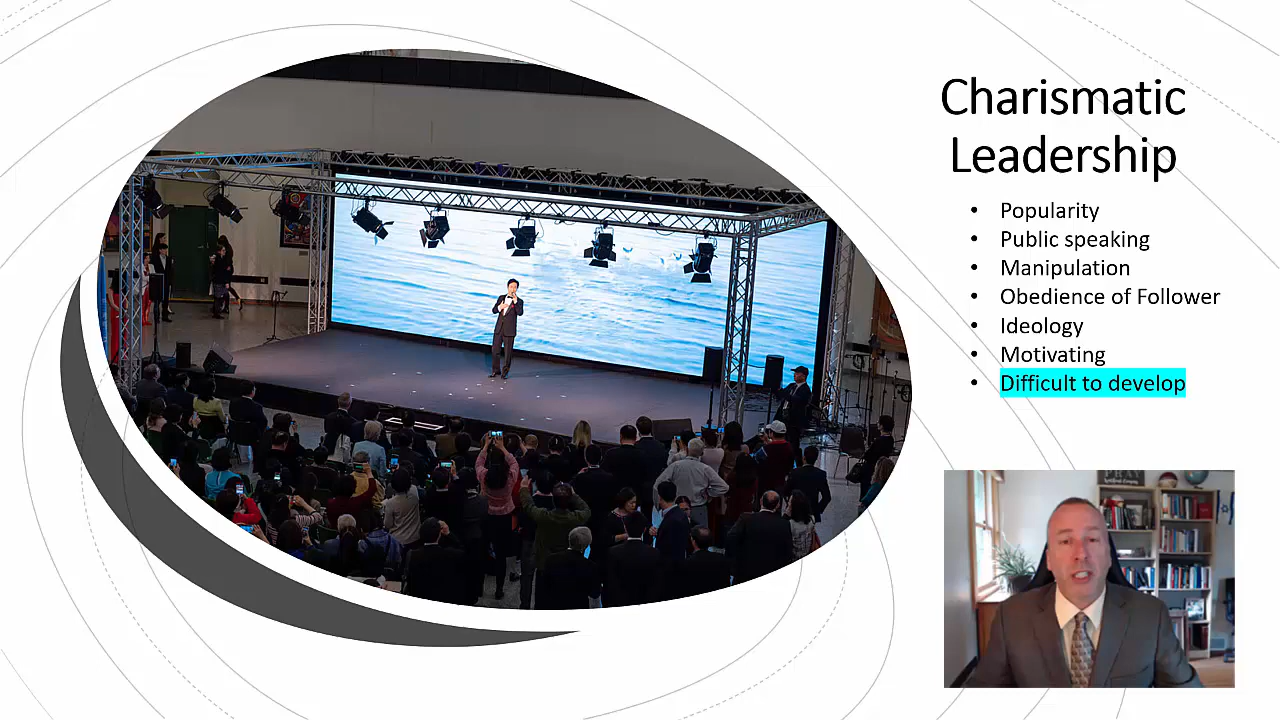 Charismatic
Leadership
• Popularity
• Public speaking
• Manipulation
• Obedience of Follower
• Ideology
• Motivating
• Difficult to develop